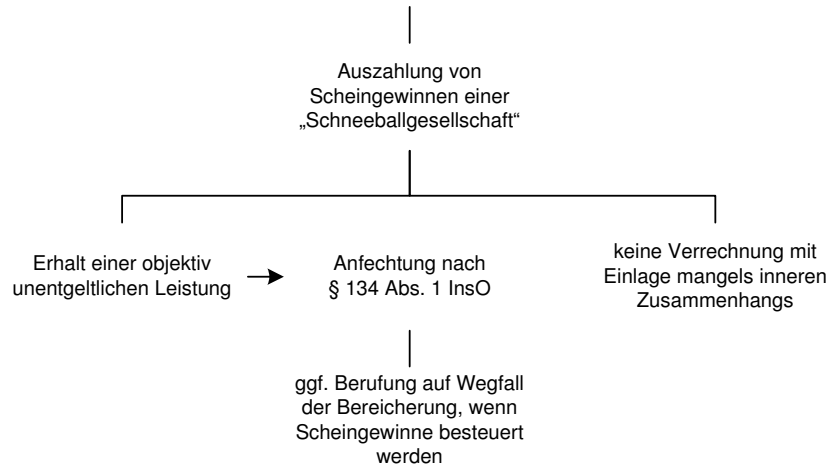 Auszahlung von
Scheingewinnen einer
„Schneeballgesellschaft“
Erhalt einer objektiv
unentgeltlichen Leistung
Anfechtung nach
§ 134 Abs. 1 InsO
keine Verrechnung mit
Einlage mangels inneren
Zusammenhangs
ggf. Berufung auf Wegfall
der Bereicherung, wenn
Scheingewinne besteuert
werden